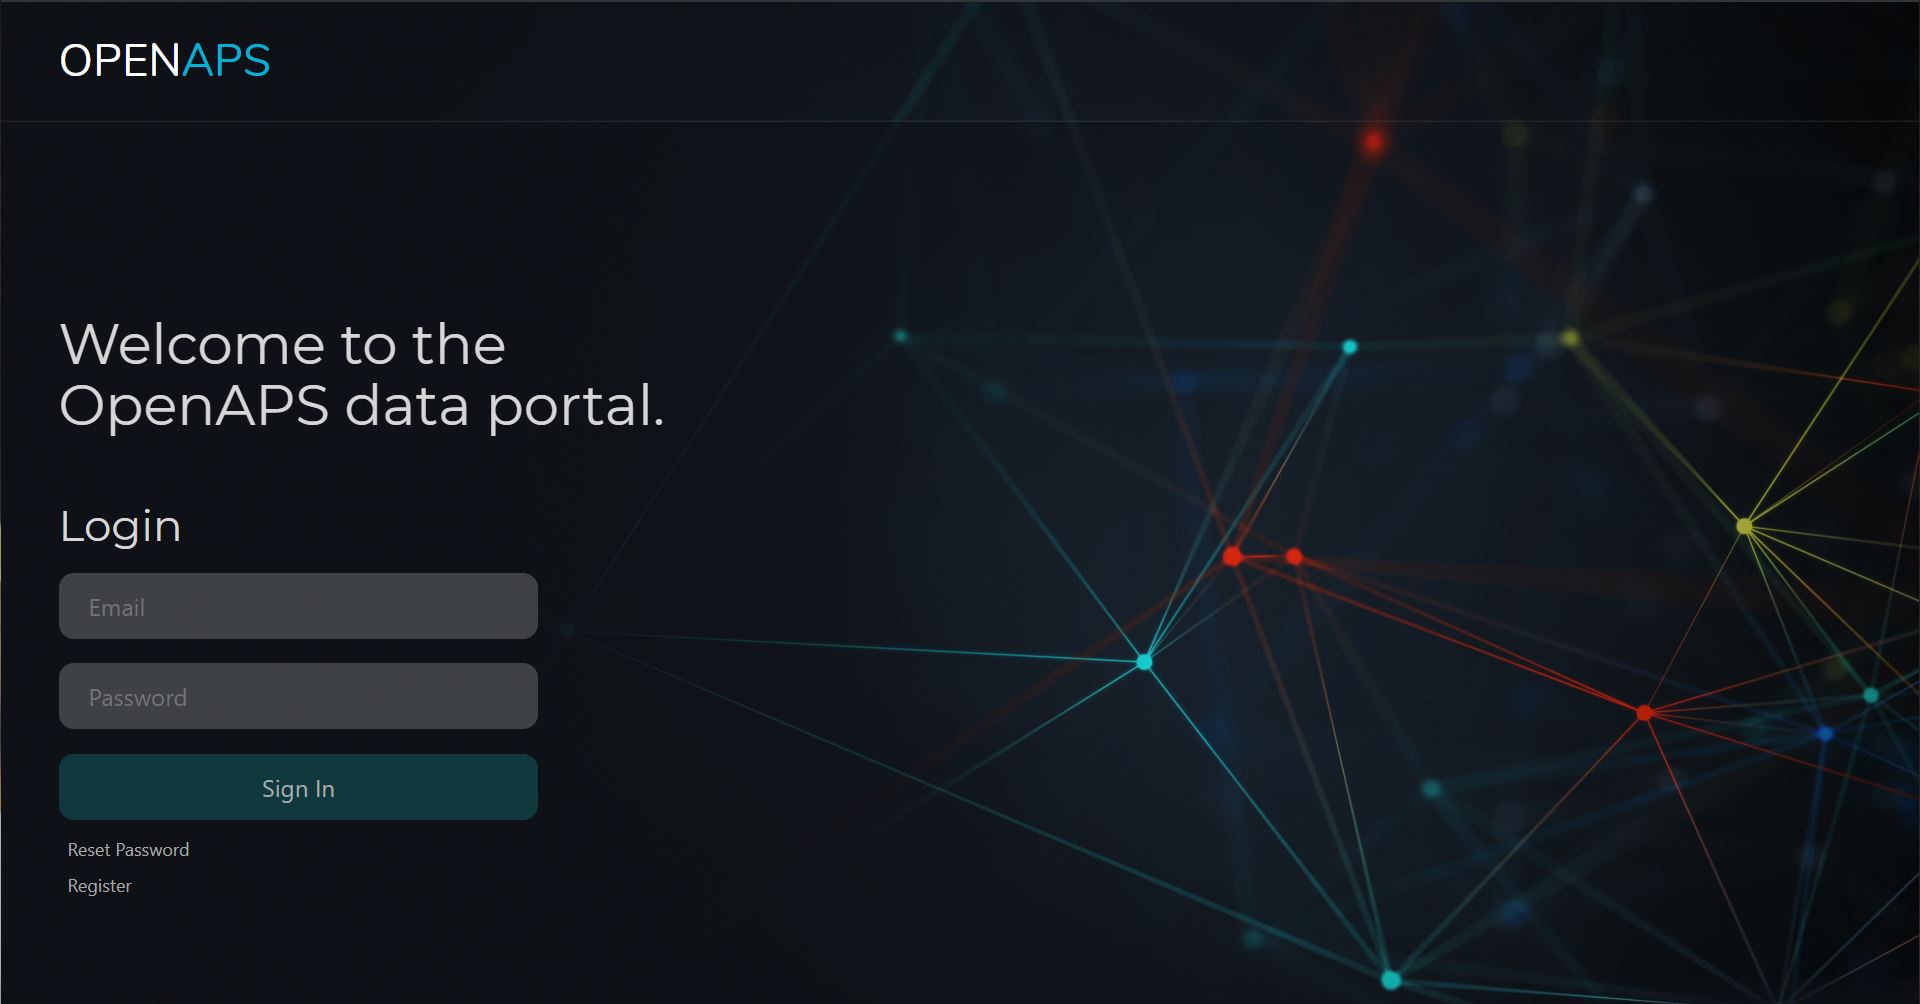 OPENAPS
Welcome to the
OpenAPS data portal.
Login
Email
Password
Sign In
Reset Password
Register